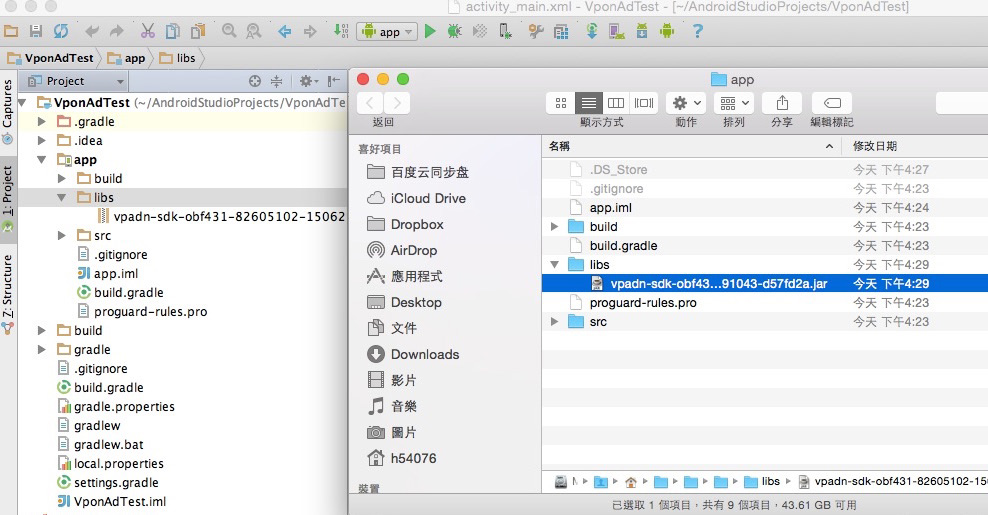 activity_main.xml - VponAdTest - [~/AndroidStudioProjects/VponAdTest]
app
VponAdTest app libs
Project
VponAdTest (~/AndroidStudioProjects/VponAdTe
.gradle
.idea
app
build
libs
vpadn-sdk-obf431-82605102-15062
src
.gitignore
app.iml
build.gradle
proguard-rules.pro
build
gradle
.gitignore
build.gradle
gradle.properties
gradlew
gradlew.bat
local.properties
settings.gradle
VponAdTest.iml
Captures
1: Project
Z: Structure
app
返回 顯示方式 動作 排列 分享 編輯標記
喜好項目
百度云同步盘
iCloud Drive
Dropbox
AirDrop
應用程式
Desktop
文件
Downloads
影片
音樂
圖片
h54076
裝置
名稱 修改日期
.DS_Store 今天 下午4:27
.gitignore 今天 下午4:23
app.iml 今天 下午4:24
build 今天 下午4:23
build.gradle 今天 下午4:23
libs 今天 下午4:29
vpadn-sdk-obf43...91043-d57fd2a.jar 今天 下午4:29
proguard-rules.pro 今天 下午4:23
src 今天 下午4:23
libs vpadn-sdk-obf431-82605102-150
已選取 1 個項目，共有 9 個項目，43.61 GB 可用